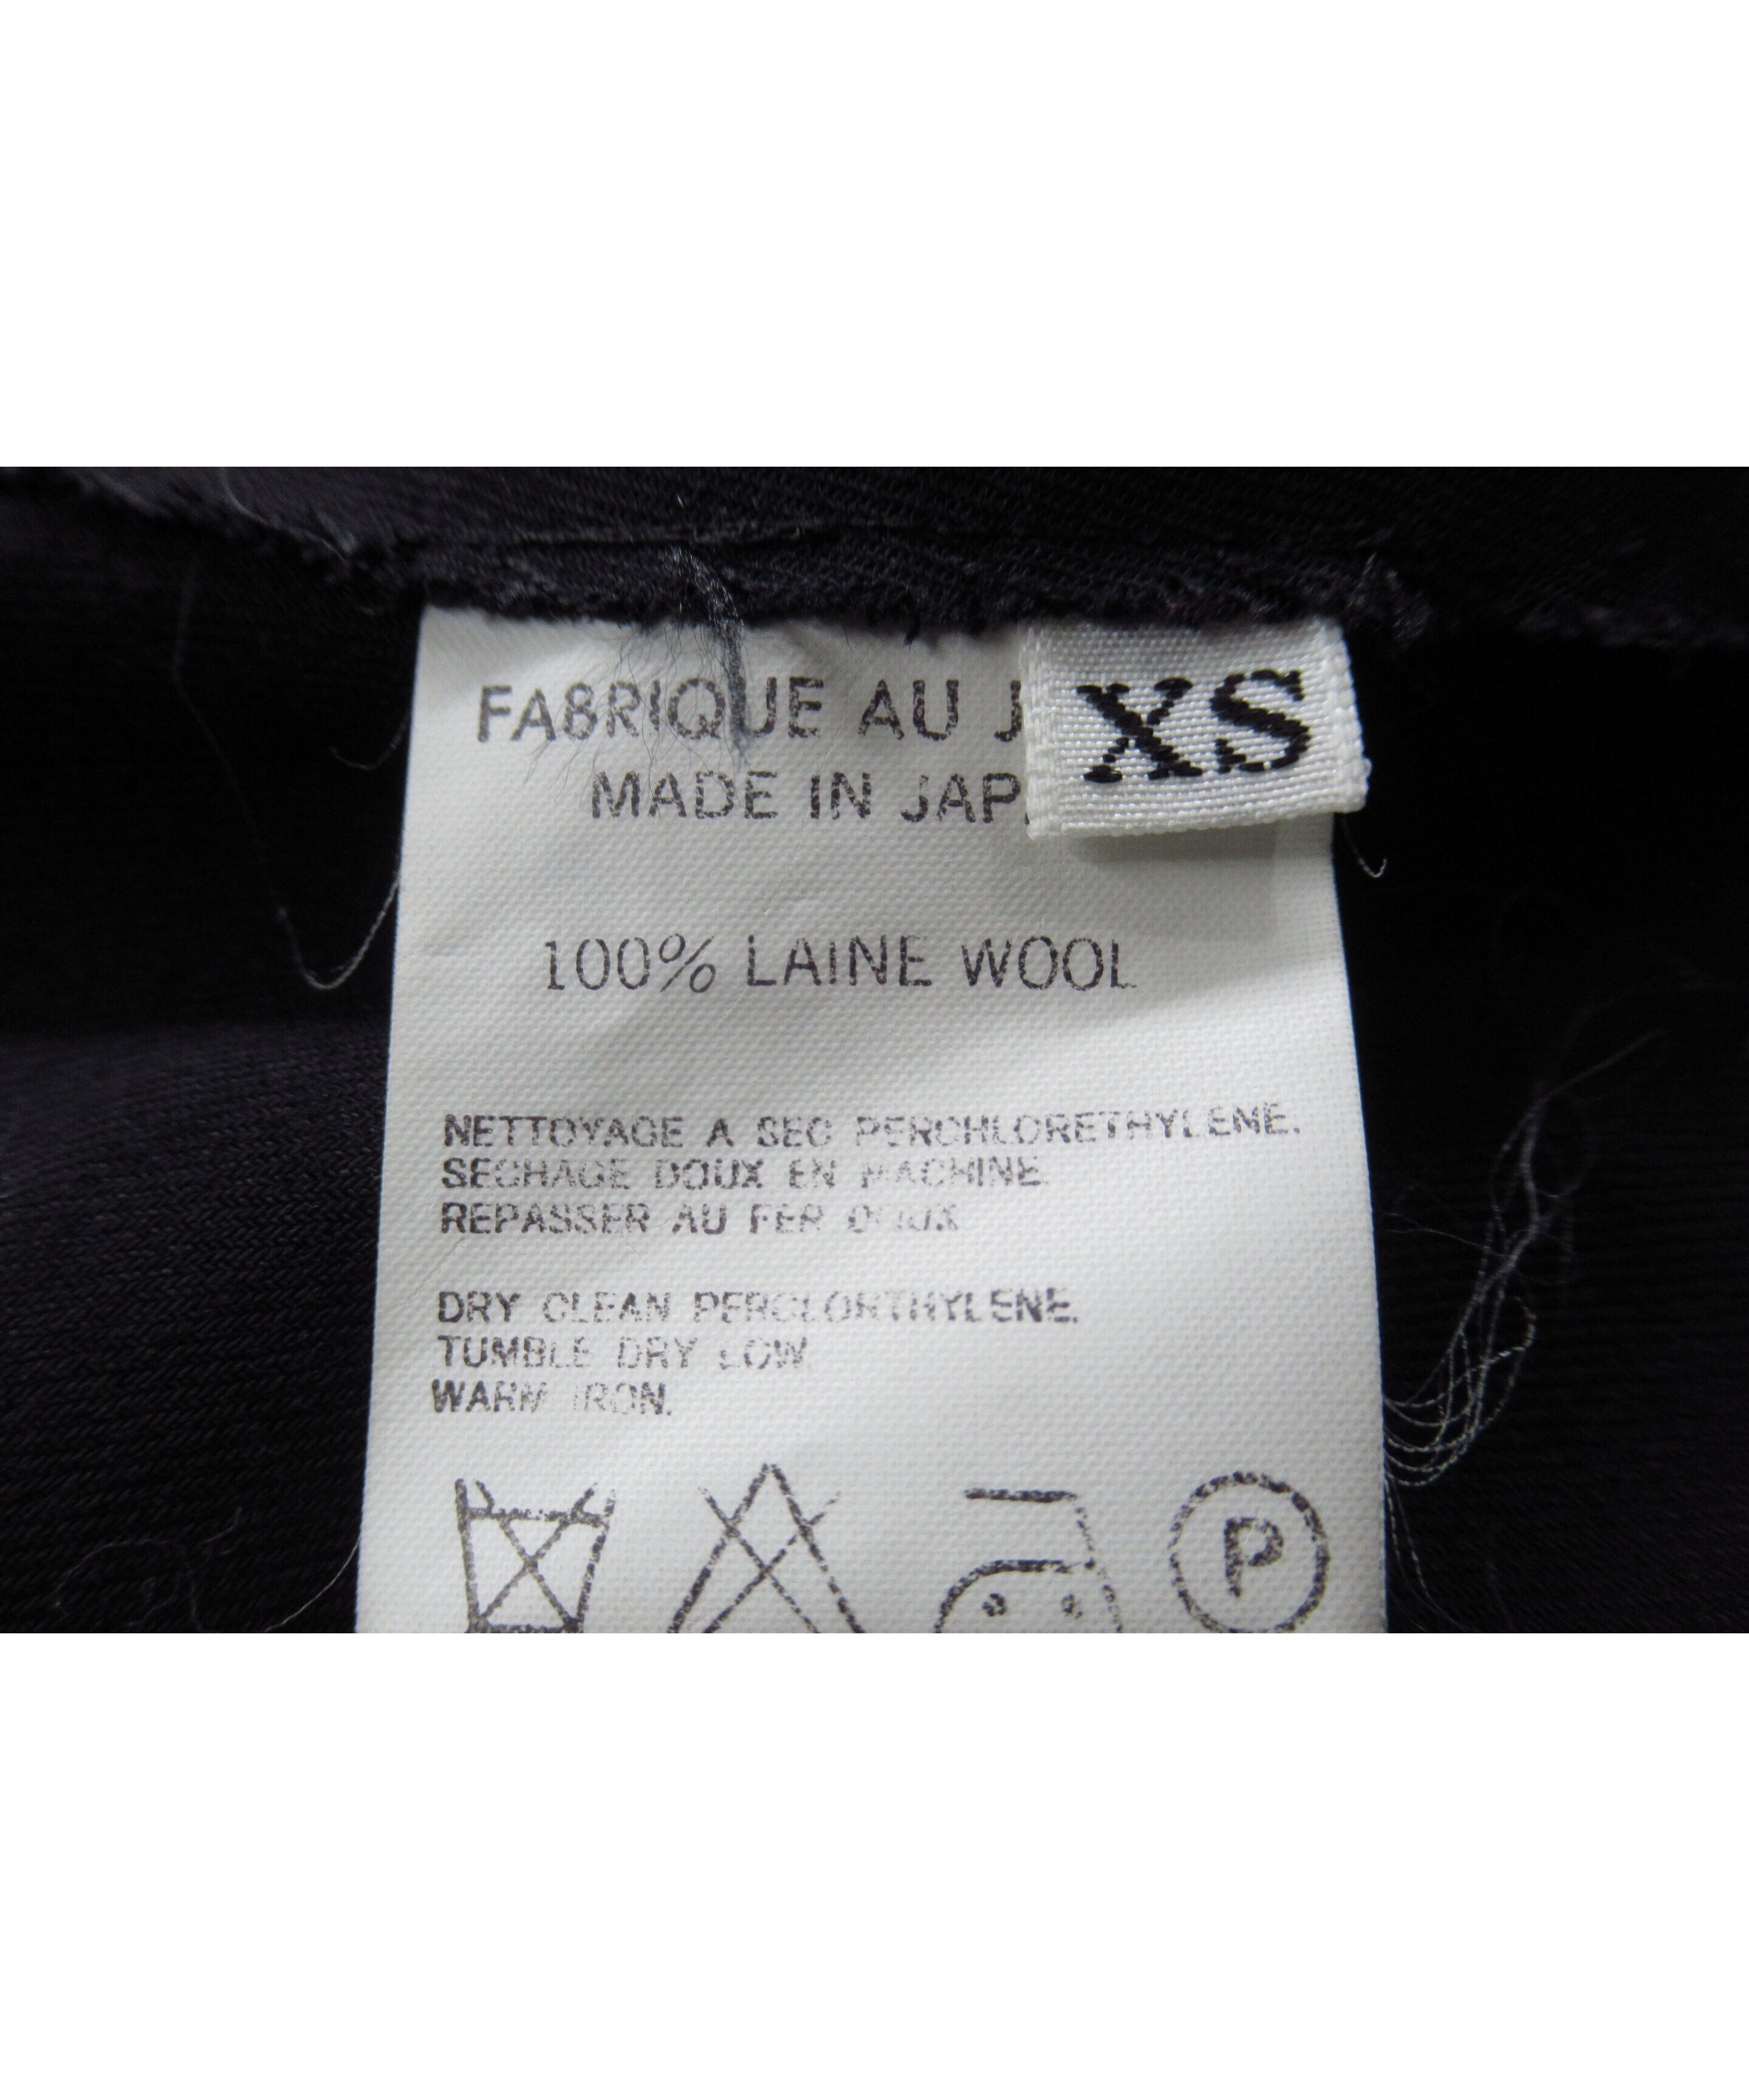 FABRIQUE AU J
XS
MADE IN JAP
100% LAINE WOOL
NETTOYAGE A SEC PERCHLORETHYLENE.
SECHAGE DOUX EN MACHINE.
REPASSER AU FER DOUX
DRY CLEAN PERCLORTHYLENE.
TUMBLE DRY LOW.
WARM IRON.
P